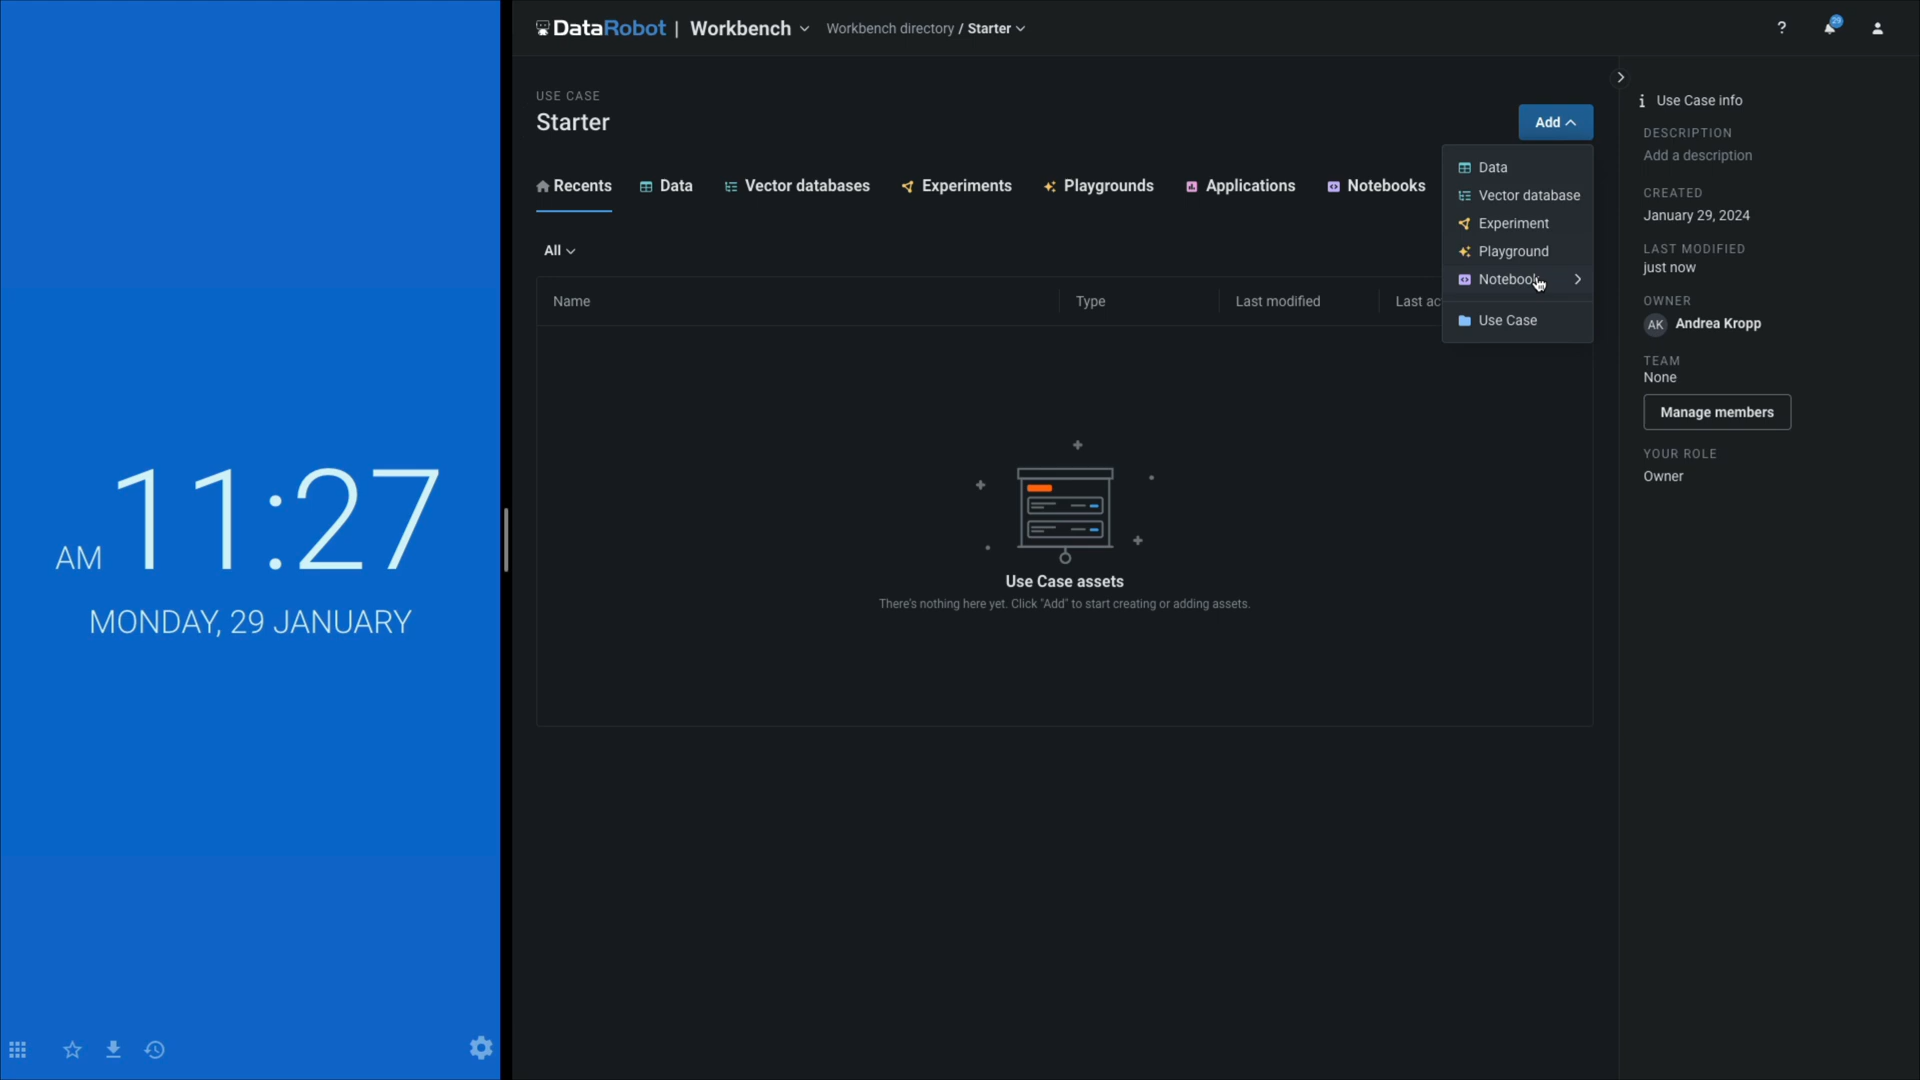 AM 11:27
MONDAY, 29 JANUARY
DataRobot | Workbench Workbench directory / Starter
? 29
USE CASE
Starter
Add
Recents Data Vector databases Experiments Playgrounds Applications Notebooks
All
Name Type Last modified Last ac
Data
Vector database
Experiment
Playground
Notebook
Use Case
Use Case assets
There's nothing here yet. Click "Add" to start creating or adding assets.
Use Case info
DESCRIPTION
Add a description
CREATED
January 29, 2024
LAST MODIFIED
just now
OWNER
AK Andrea Kropp
TEAM
None
Manage members
YOUR ROLE
Owner